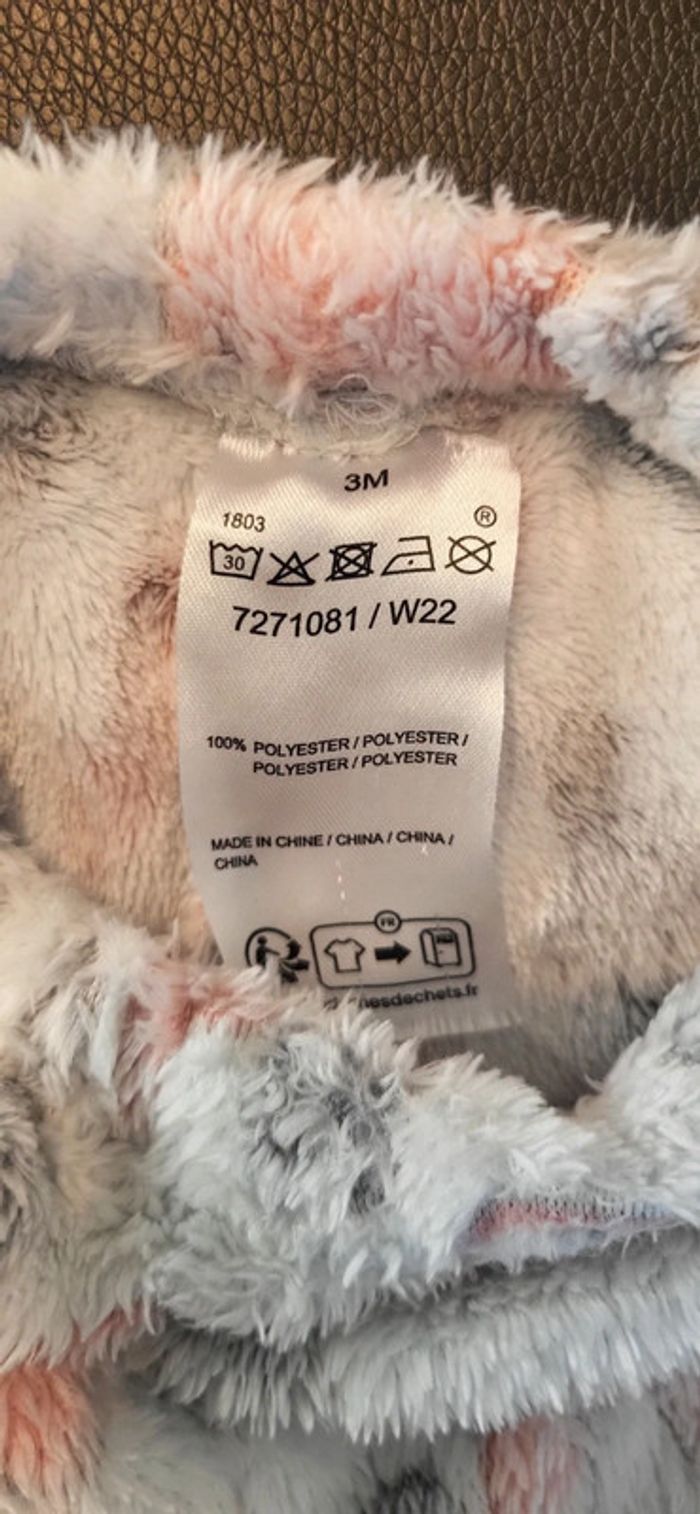 3M
1803
®
30
7271081 / W22
100% POLYESTER / POLYESTER /
POLYESTER / POLYESTER
MADE IN CHINE / CHINA / CHINA /
CHINA
FR